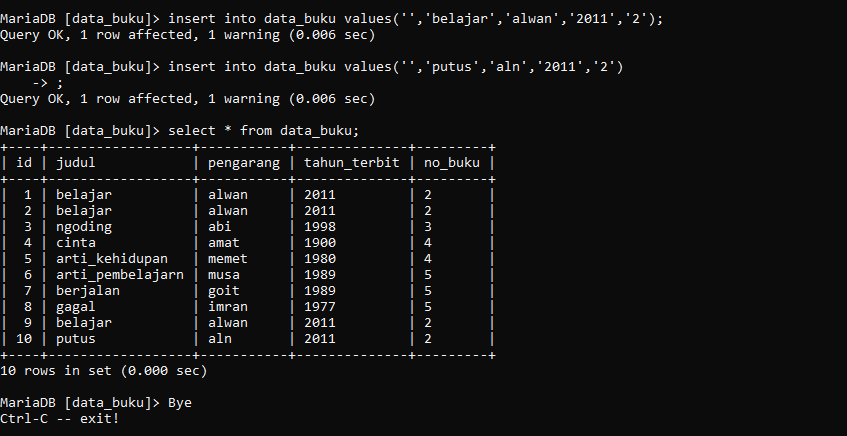 MariaDB [data_buku]> insert into data_buku values('','belajar','alwan','2011','2');
Query OK, 1 row affected, 1 warning (0.006 sec)
MariaDB [data_buku]> insert into data_buku values('','putus','aln','2011','2')
    -> ;
Query OK, 1 row affected, 1 warning (0.006 sec)
MariaDB [data_buku]> select * from data_buku;
+----+------------------+-----------+--------------+---------+
| id | judul            | pengarang | tahun_terbit | no_buku |
+----+------------------+-----------+--------------+---------+
|  1 | belajar          | alwan     | 2011         | 2       |
|  2 | belajar          | alwan     | 2011         | 2       |
|  3 | ngoding          | abi       | 1998         | 3       |
|  4 | cinta            | amat      | 1900         | 4       |
|  5 | arti_kehidupan   | memet     | 1980         | 4       |
|  6 | arti_pembelajarn | musa      | 1989         | 5       |
|  7 | berjalan         | goit      | 1989         | 5       |
|  8 | gagal            | imran     | 1977         | 5       |
|  9 | belajar          | alwan     | 2011         | 2       |
| 10 | putus            | aln       | 2011         | 2       |
+----+------------------+-----------+--------------+---------+
10 rows in set (0.000 sec)
MariaDB [data_buku]> Bye
Ctrl-C -- exit!